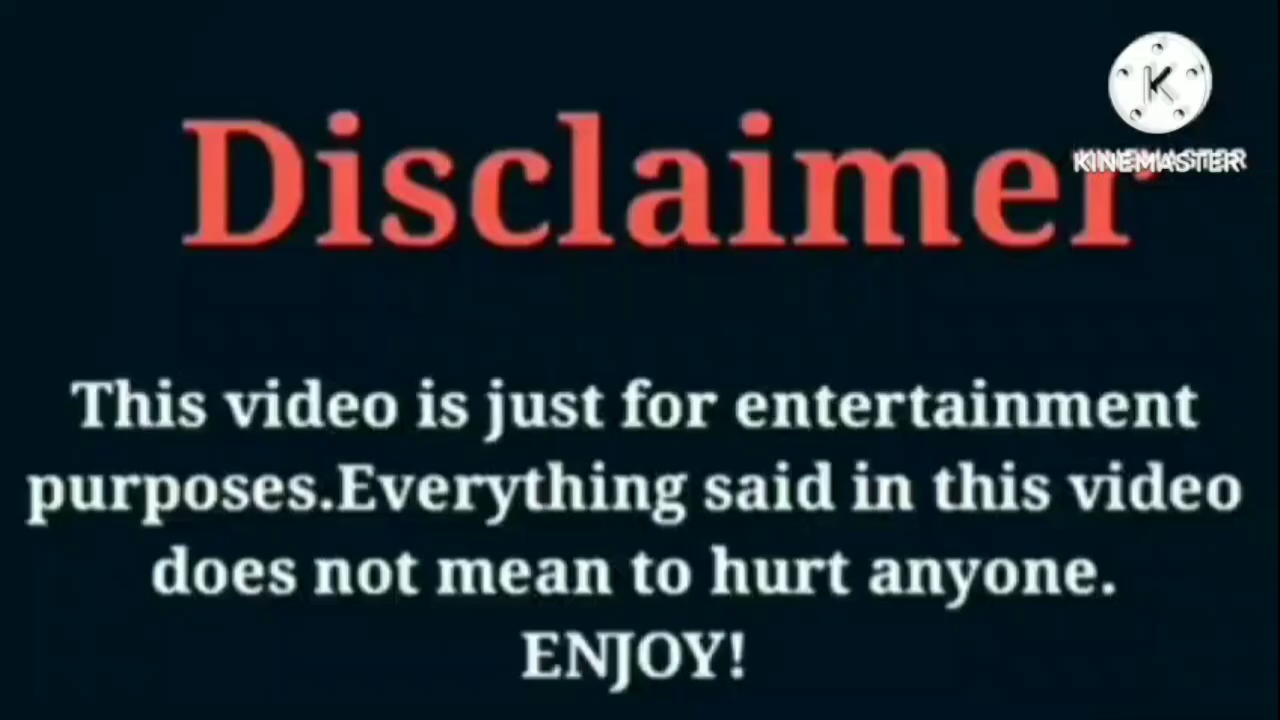 K
KINEMASTER
Disclaimer
This video is just for entertainment
purposes.Everything said in this video
does not mean to hurt anyone.
ENJOY!